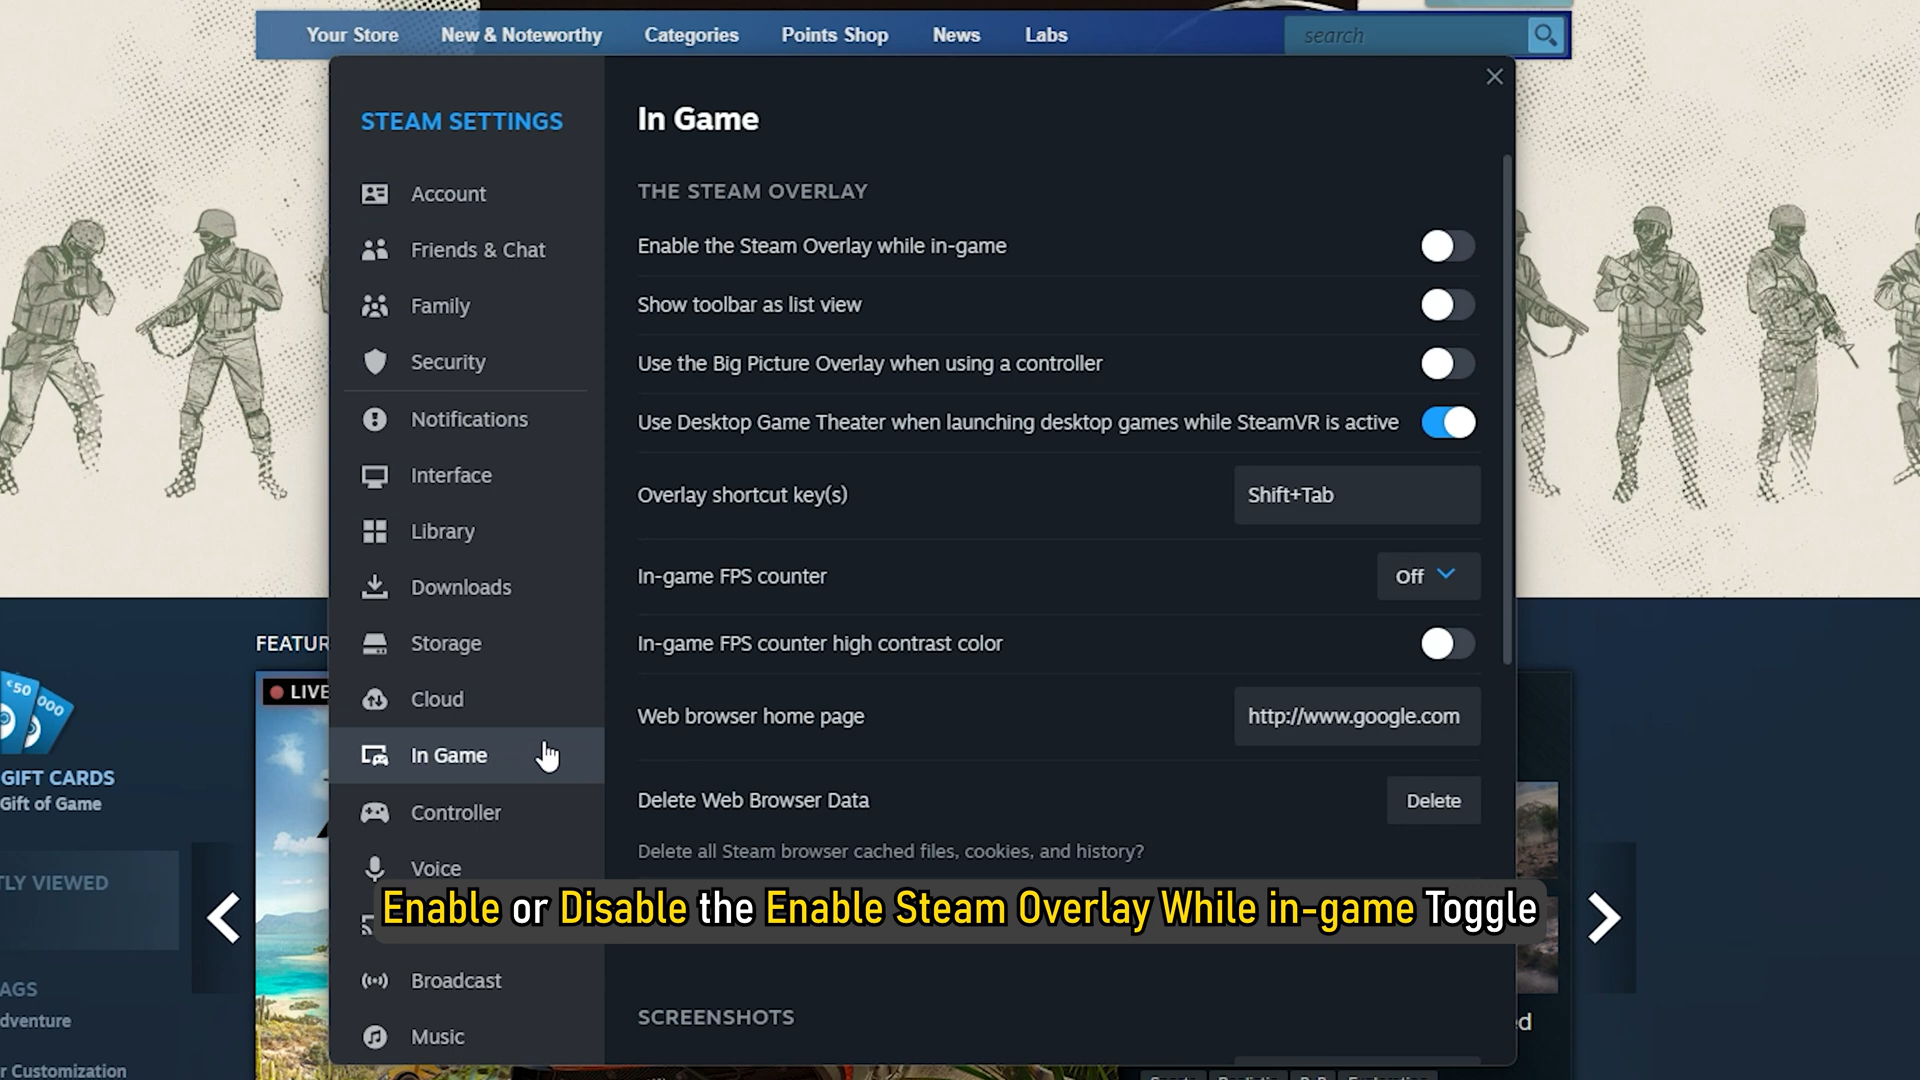 Your Store New & Noteworthy Categories Points Shop News Labs search
STEAM SETTINGS
Account
Friends & Chat
Family
Security
Notifications
Interface
Library
Downloads
Storage
Cloud
In Game
Controller
Voice
Broadcast
Music
In Game
THE STEAM OVERLAY
Enable the Steam Overlay while in-game
Show toolbar as list view
Use the Big Picture Overlay when using a controller
Use Desktop Game Theater when launching desktop games while SteamVR is active
Overlay shortcut key(s) Shift+Tab
In-game FPS counter Off
In-game FPS counter high contrast color
Web browser home page http://www.google.com
Delete Web Browser Data Delete
Delete all Steam browser cached files, cookies, and history?
Enable or Disable the Enable Steam Overlay While in-game Toggle
SCREENSHOTS
FEATUR
LIVE
€50
000
GIFT CARDS
Gift of Game
TLY VIEWED
AGS
dventure
r Customization
ed